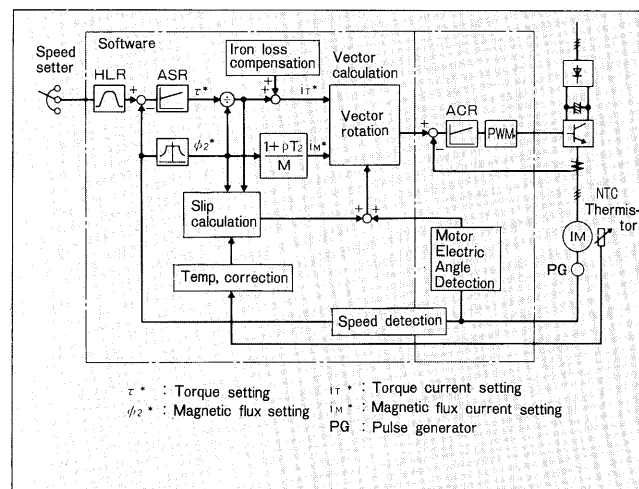 Speed
setter
Software
HLR
ASR
τ*
Iron loss
compensation
Vector
calculation
iT*
Vector
rotation
ACR
PWM
φ2*
1+pT2
M
iM*
Slip
calculation
Temp, correction
Motor
Electric
Angle
Detection
Speed detection
NTC
Thermis-
tor
IM
PG
τ* : Torque setting
φ2* : Magnetic flux setting
iT* : Torque current setting
iM* : Magnetic flux current setting
PG : Pulse generator